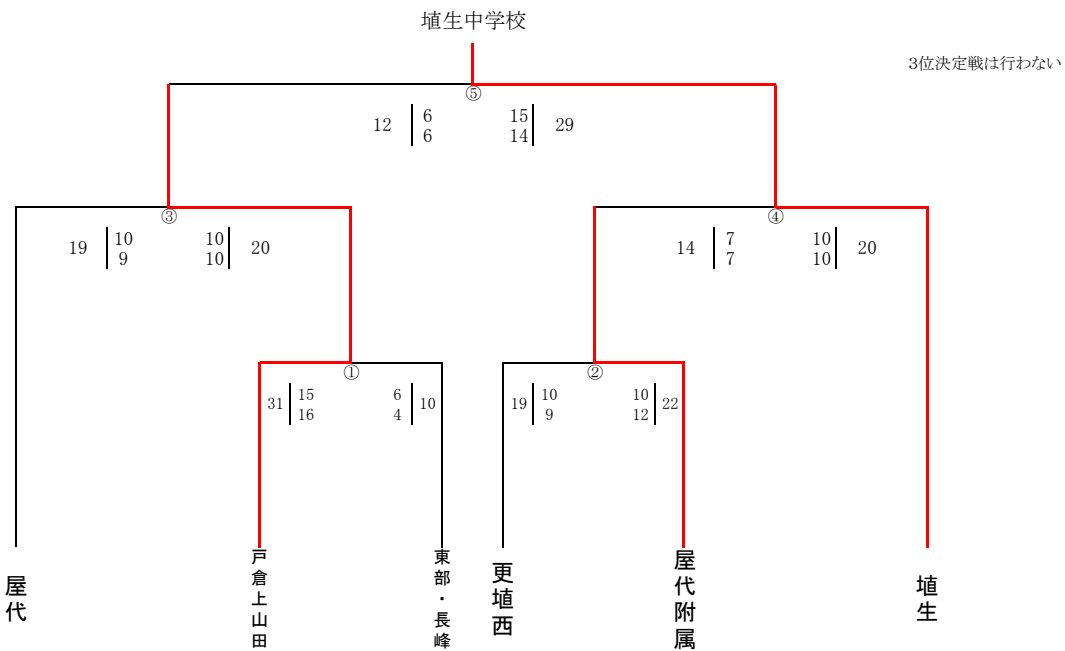 埴生中学校
3位決定戦は行わない
⑤
12 6 15 29
6 14
③ ④
19 10 10 20
9 10
14 7 10 20
7 10
① ②
31 15 6 10
16 4
19 10 10 22
9 12
屋代
戸倉上山田
東部・長峰
更埴西
屋代附属
埴生